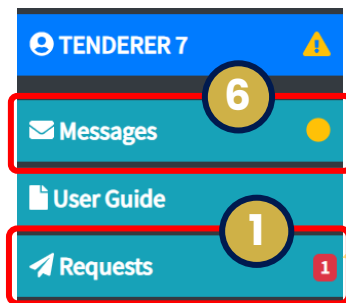 TENDERER 7
6
Messages
User Guide
1
Requests 1